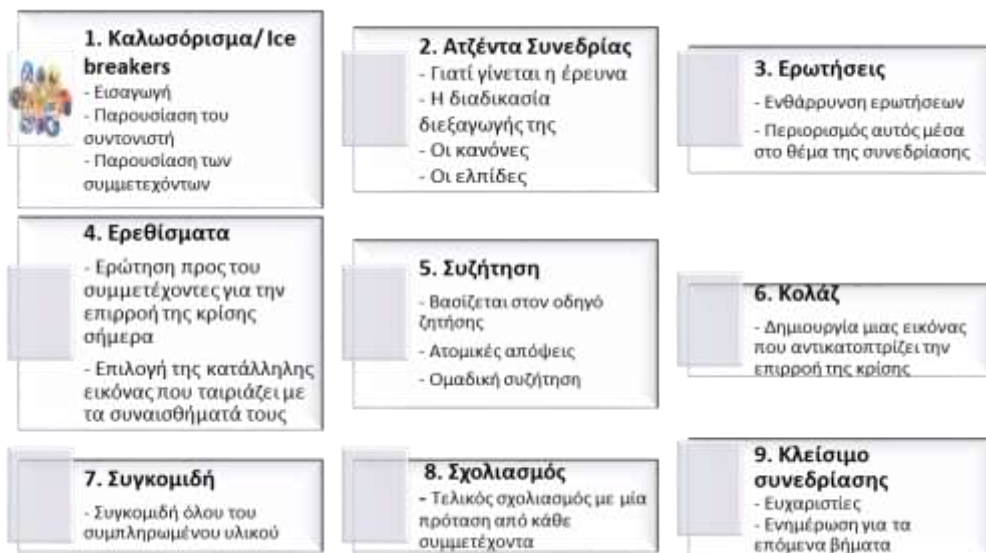 1. Καλωσόρισμα/ Ice
breakers
- Εισαγωγή
- Παρουσίαση του
συντονιστή
- Παρουσίαση των
συμμετεχόντων
2. Ατζέντα Συνεδρίας
- Γιατί γίνεται η έρευνα
- Η διαδικασία
διεξαγωγής της
- Οι κανόνες
- Οι ελπίδες
3. Ερωτήσεις
- Ενθάρρυνση ερωτήσεων
- Περιορισμός αυτός μέσα
στο θέμα της συνεδρίασης
4. Ερεθίσματα
- Ερώτηση προς του
συμμετέχοντες για την
επιρροή της κρίσης
σήμερα
- Επιλογή της κατάλληλης
εικόνας που ταιριάζει με
τα συναισθήματά τους
5. Συζήτηση
- Βασίζεται στον οδηγό
ζητήσης
- Ατομικές απόψεις
- Ομαδική συζήτηση
6. Κολάζ
- Δημιουργία μιας εικόνας
που αντικατοπτρίζει την
επιρροή της κρίσης
7. Συγκομιδή
- Συγκομιδή όλου του
συμπληρωμένου υλικού
8. Σχολιασμός
- Τελικός σχολιασμός με μία
πρόταση από κάθε
συμμετέχοντα
9. Κλείσιμο
συνεδρίασης
- Ευχαριστίες
- Ενημέρωση για τα
επόμενα βήματα